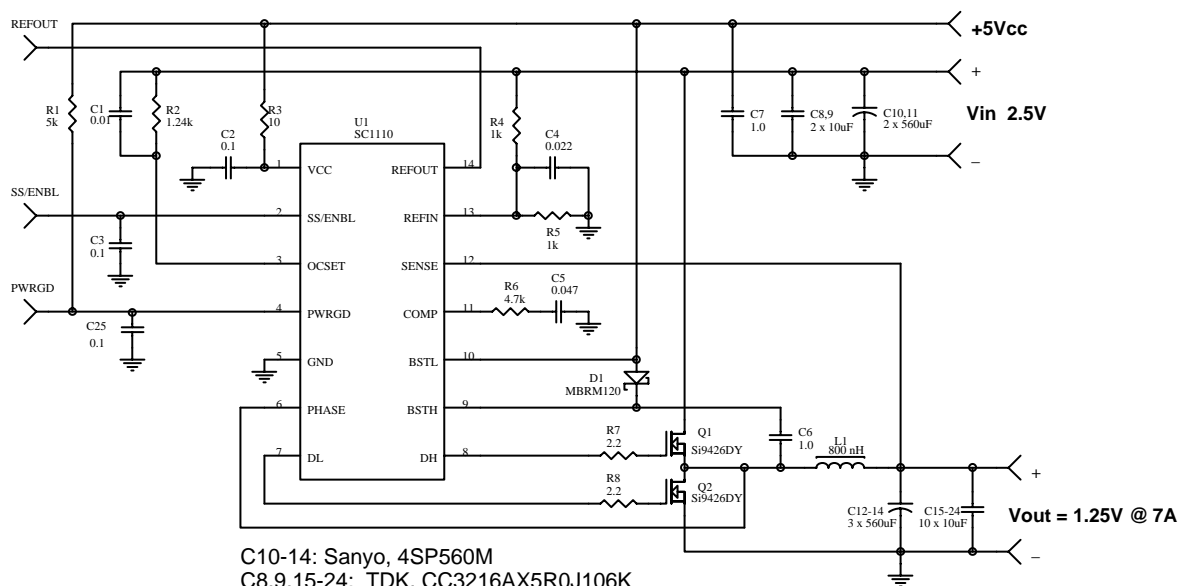 REFOUT
+5Vcc
+
R1
5k
C1
0.01
R2
1.24k
R3
10
C2
0.1
U1
SC1110
R4
1k
C4
0.022
C7
1.0
C8,9
2 x 10uF
C10,11
2 x 560uF
Vin 2.5V
_
1
VCC
REFOUT
14
SS/ENBL
2
SS/ENBL
REFIN
13
R5
1k
C3
0.1
3
OCSET
SENSE
12
PWRGD
R6
4.7k
C5
0.047
4
PWRGD
COMP
11
C25
0.1
5
GND
BSTL
10
D1
MBRM120
6
PHASE
BSTH
9
R7
2.2
Q1
Si9426DY
C6
1.0
L1
800 nH
7
DL
DH
8
+
R8
2.2
Q2
Si9426DY
C12-14
3 x 560uF
C15-24
10 x 10uF
Vout = 1.25V @ 7A
_
C10-14: Sanyo, 4SP560M
C8,9,15-24: TDK, CC3216AX5R0J106K